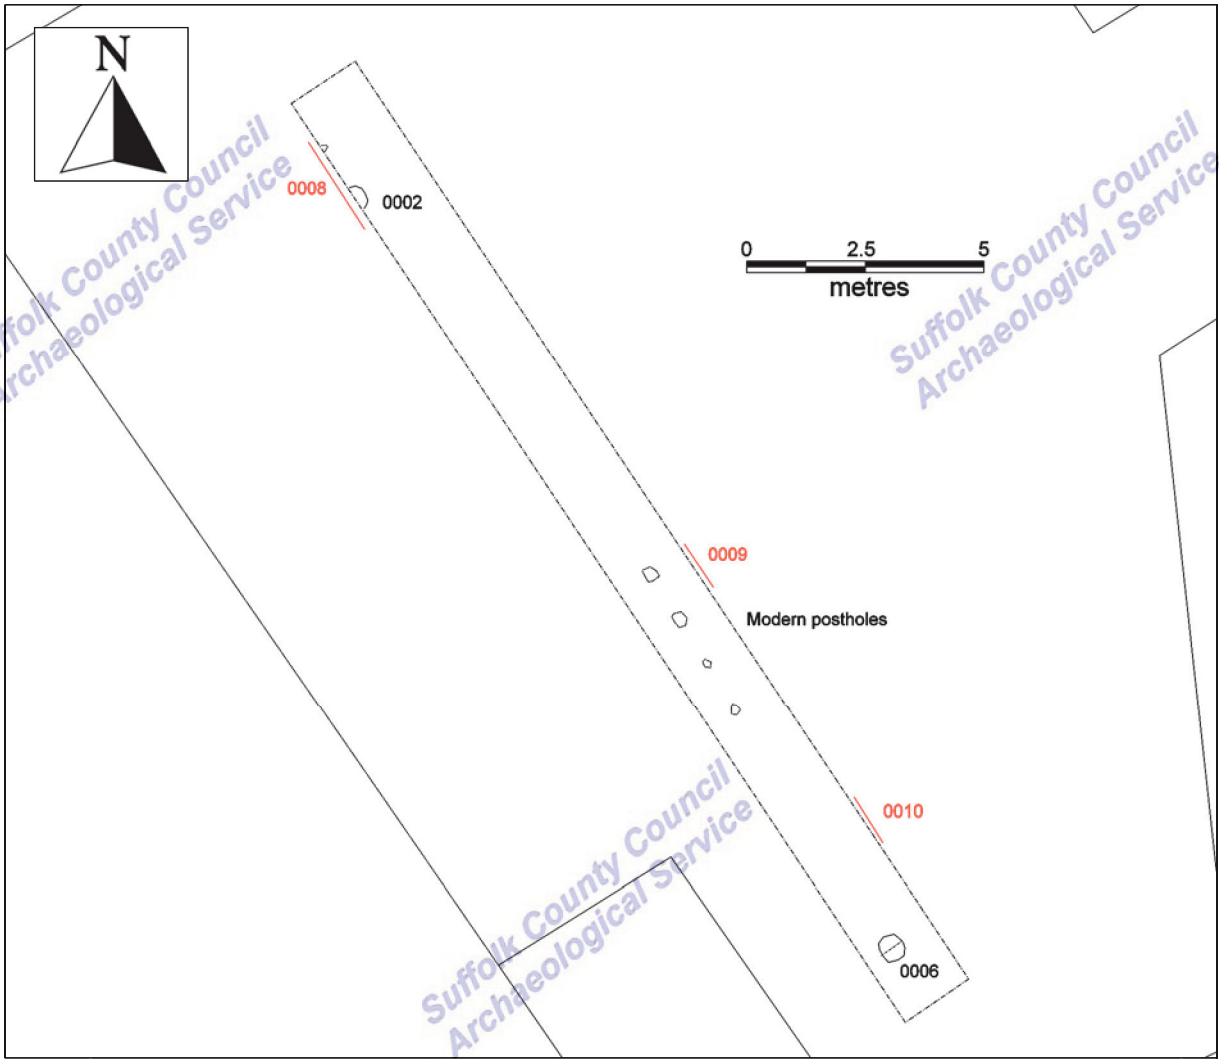 N
0008
0002
0 2.5 5
metres
Suffolk County Council
Archaeological Service
Suffolk County Council
Archaeological Service
0009
Modern postholes
0010
Suffolk County Council
Archaeological Service
0006